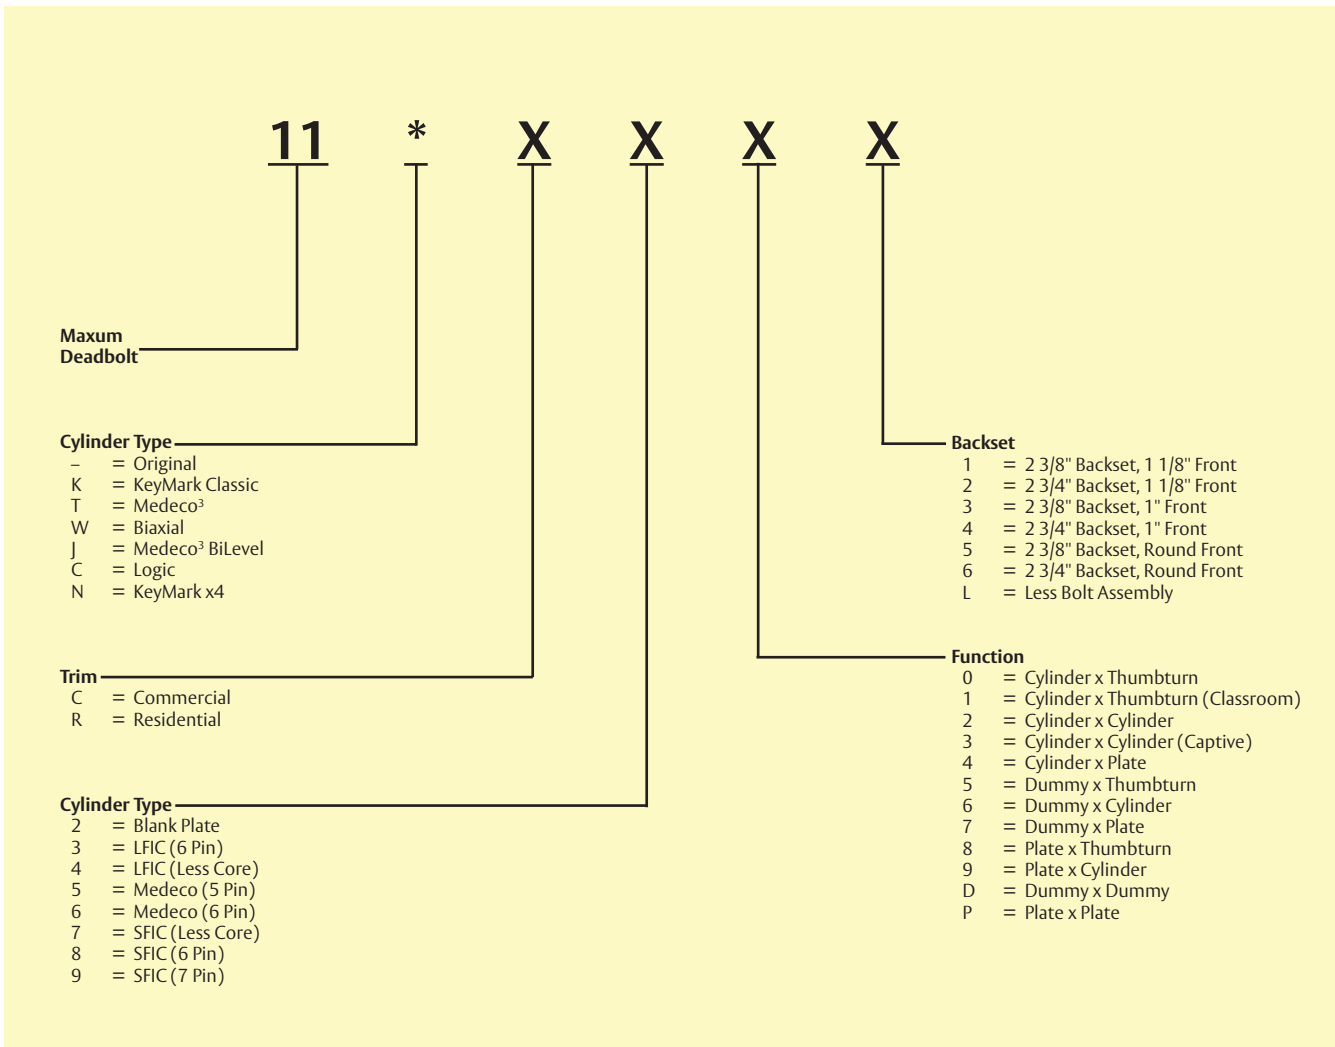 11 * X X X X
Maxum
Deadbolt
Cylinder Type
– = Original
K = KeyMark Classic
T = Medeco³
W = Biaxial
J = Medeco³ BiLevel
C = Logic
N = KeyMark x4
Trim
C = Commercial
R = Residential
Cylinder Type
2 = Blank Plate
3 = LFIC (6 Pin)
4 = LFIC (Less Core)
5 = Medeco (5 Pin)
6 = Medeco (6 Pin)
7 = SFIC (Less Core)
8 = SFIC (6 Pin)
9 = SFIC (7 Pin)
Backset
1 = 2 3/8" Backset, 1 1/8" Front
2 = 2 3/4" Backset, 1 1/8" Front
3 = 2 3/8" Backset, 1" Front
4 = 2 3/4" Backset, 1" Front
5 = 2 3/8" Backset, Round Front
6 = 2 3/4" Backset, Round Front
L = Less Bolt Assembly
Function
0 = Cylinder x Thumbturn
1 = Cylinder x Thumbturn (Classroom)
2 = Cylinder x Cylinder
3 = Cylinder x Cylinder (Captive)
4 = Cylinder x Plate
5 = Dummy x Thumbturn
6 = Dummy x Cylinder
7 = Dummy x Plate
8 = Plate x Thumbturn
9 = Plate x Cylinder
D = Dummy x Dummy
P = Plate x Plate